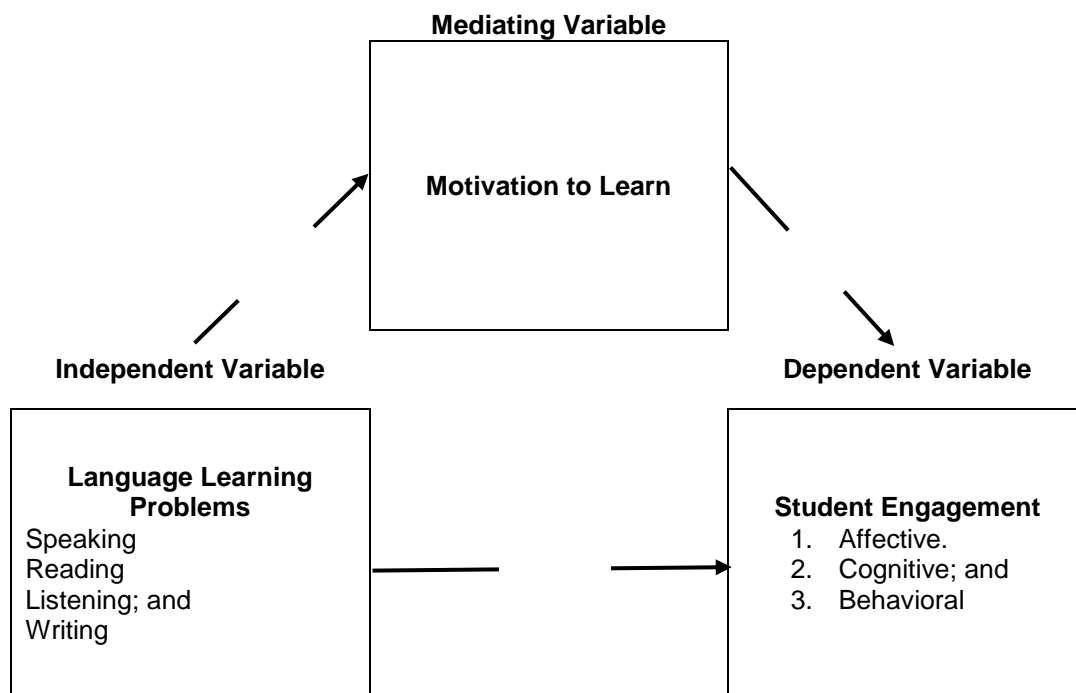 Mediating Variable
Motivation to Learn
Independent Variable
Dependent Variable
Language Learning
Problems
Speaking
Reading
Listening; and
Writing
Student Engagement
1. Affective.
2. Cognitive; and
3. Behavioral